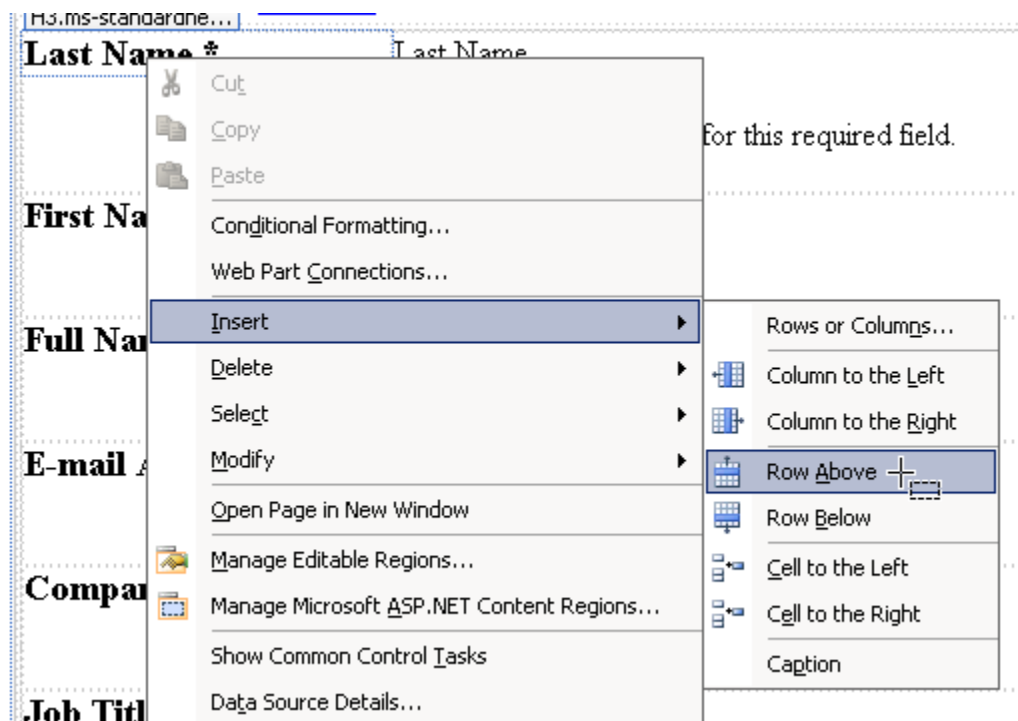 H3.ms-standardhe...
Last Name *
Last Name
for this required field.
First Na
Full Na
E-mail
Compa
Job Titl
Cut
Copy
Paste
Conditional Formatting...
Web Part Connections...
Insert
Delete
Select
Modify
Open Page in New Window
Manage Editable Regions...
Manage Microsoft ASP.NET Content Regions...
Show Common Control Tasks
Data Source Details...
Rows or Columns...
Column to the Left
Column to the Right
Row Above
Row Below
Cell to the Left
Cell to the Right
Caption